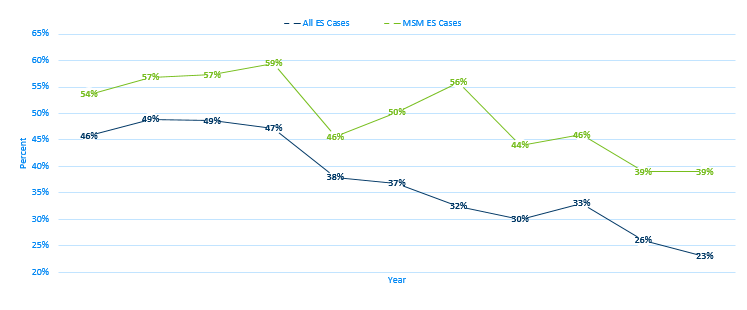 All ES Cases MSM ES Cases
65%
60%
55%
50%
45%
40%
35%
30%
25%
20%
Percent
54% 57% 57% 59% 46% 50% 56% 44% 46% 39% 39%
46% 49% 49% 47% 38% 37% 32% 30% 33% 26% 23%
Year